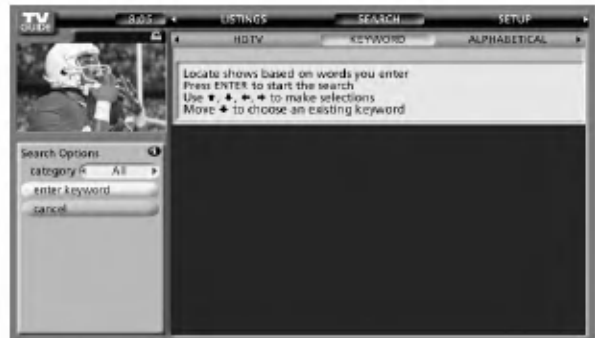 TV GUIDE
8:05
LISTINGS SEARCH SETUP
HDTV KEYWORD ALPHABETICAL
Locate shows based on words you enter
Press ENTER to start the search
Use ↑, ↓, ←, → to make selections
Move ↓ to choose an existing keyword
Search Options
category All
enter keyword
cancel